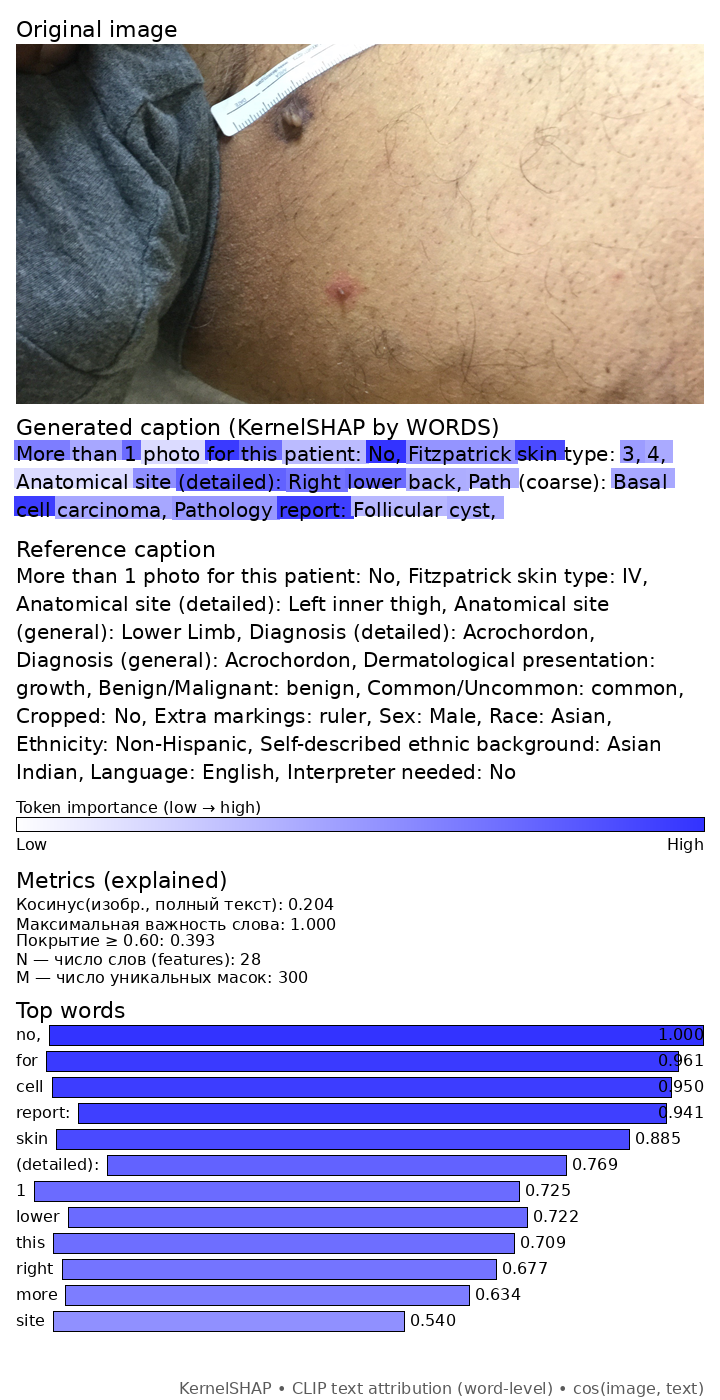 Original image
Generated caption (KernelSHAP by WORDS)
More than 1 photo for this patient: No, Fitzpatrick skin type: 3, 4,
Anatomical site (detailed): Right lower back, Path (coarse): Basal
cell carcinoma, Pathology report: Follicular cyst,
Reference caption
More than 1 photo for this patient: No, Fitzpatrick skin type: IV,
Anatomical site (detailed): Left inner thigh, Anatomical site
(general): Lower Limb, Diagnosis (detailed): Acrochordon,
Diagnosis (general): Acrochordon, Dermatological presentation:
growth, Benign/Malignant: benign, Common/Uncommon: common,
Cropped: No, Extra markings: ruler, Sex: Male, Race: Asian,
Ethnicity: Non-Hispanic, Self-described ethnic background: Asian
Indian, Language: English, Interpreter needed: No
Token importance (low → high)
Low High
Metrics (explained)
Косинус(изобр., полный текст): 0.204
Максимальная важность слова: 1.000
Покрытие ≥ 0.60: 0.393
N — число слов (features): 28
M — число уникальных масок: 300
Top words
no, 1.000
for 0.961
cell 0.950
report: 0.941
skin 0.885
(detailed): 0.769
1 0.725
lower 0.722
this 0.709
right 0.677
more 0.634
site 0.540
KernelSHAP • CLIP text attribution (word-level) • cos(image, text)